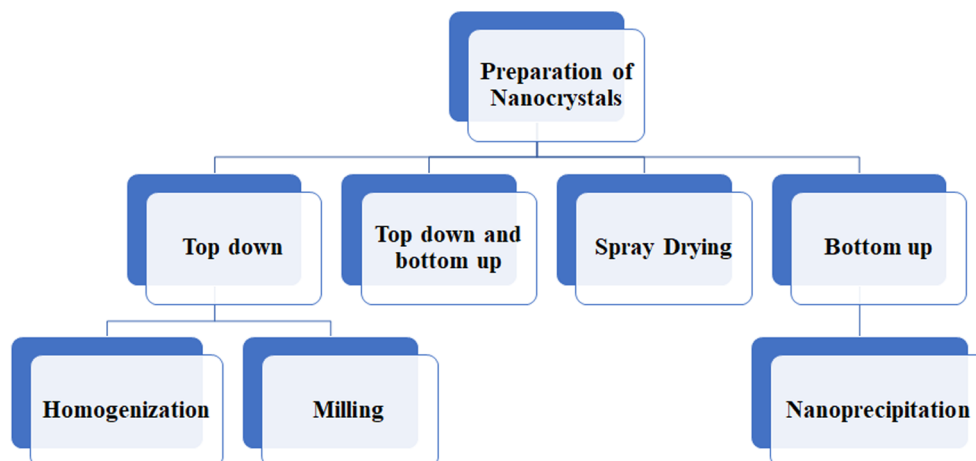 Preparation of
Nanocrystals
Top down
Top down and
bottom up
Spray Drying
Bottom up
Homogenization
Milling
Nanoprecipitation